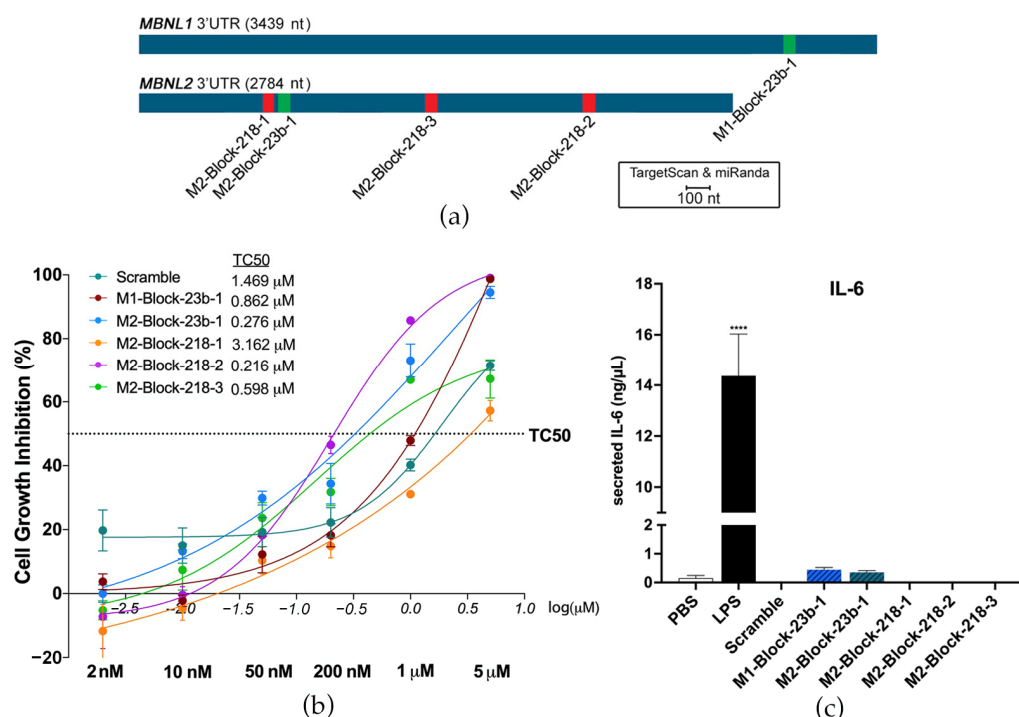 MBNL1 3'UTR (3439 nt)
M1-Block-23b-1
MBNL2 3'UTR (2784 nt)
M2-Block-218-1
M2-Block-23b-1
M2-Block-218-3
M2-Block-218-2
TargetScan & miRanda
100 nt
(a)
Cell Growth Inhibition (%)
100
80
60
40
20
0
−20
TC50
Scramble 1.469 μM
M1-Block-23b-1 0.862 μM
M2-Block-23b-1 0.276 μM
M2-Block-218-1 3.162 μM
M2-Block-218-2 0.216 μM
M2-Block-218-3 0.598 μM
TC50
−2.5 −2.0 −1.5 −1.0 −0.5 0.0 0.5 1.0 log(μM)
2 nM 10 nM 50 nM 200 nM 1 μM 5 μM
(b)
IL-6
secreted IL-6 (ng/μL)
18
16
14
12
10
2
1
0
****
PBS
LPS
Scramble
M1-Block-23b-1
M2-Block-23b-1
M2-Block-218-1
M2-Block-218-2
M2-Block-218-3
(c)